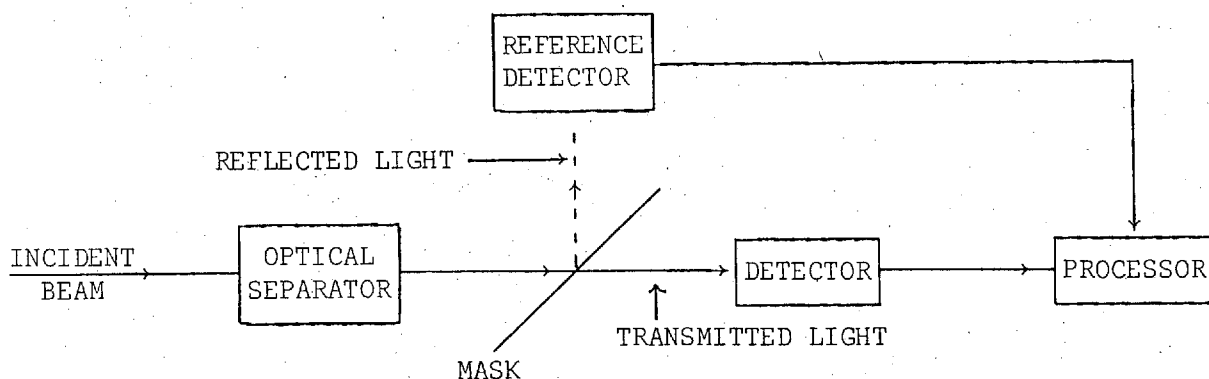 REFERENCE
DETECTOR
REFLECTED LIGHT
INCIDENT
BEAM
OPTICAL
SEPARATOR
DETECTOR
PROCESSOR
TRANSMITTED LIGHT
MASK